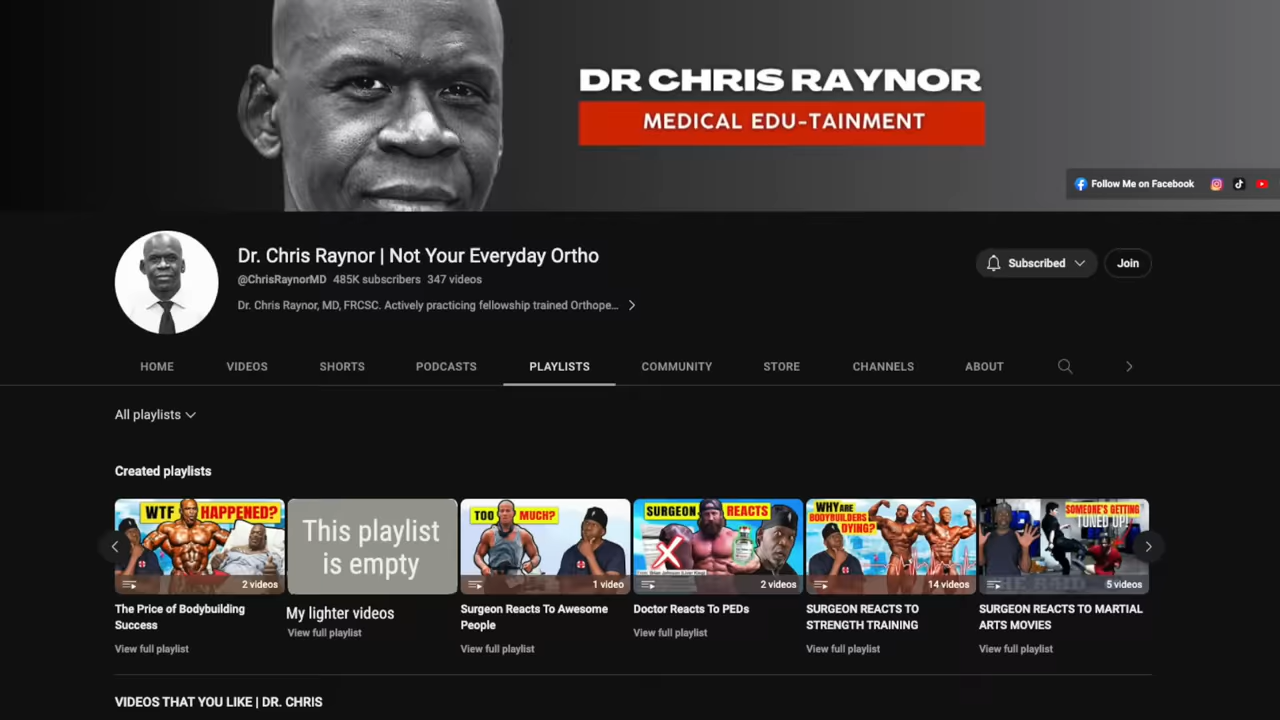 DR CHRIS RAYNOR
MEDICAL EDU-TAINMENT
Follow Me on Facebook
Dr. Chris Raynor | Not Your Everyday Ortho
@ChrisRaynorMD 485K subscribers 347 videos
Dr. Chris Raynor, MD, FRCSC. Actively practicing fellowship trained Orthope...
Subscribed
Join
HOME VIDEOS SHORTS PODCASTS PLAYLISTS COMMUNITY STORE CHANNELS ABOUT
All playlists
Created playlists
WTF HAPPENED?
2 videos
The Price of Bodybuilding
Success
View full playlist
This playlist
is empty
My lighter videos
View full playlist
TOO MUCH?
1 video
Surgeon Reacts To Awesome
People
View full playlist
SURGEON REACTS
2 videos
Doctor Reacts To PEDs
View full playlist
WHY ARE
BODYBUILDERS
DYING?
14 videos
SURGEON REACTS TO
STRENGTH TRAINING
View full playlist
SOMEONE'S GETTING
TUNED UP!
5 videos
SURGEON REACTS TO MARTIAL
ARTS MOVIES
View full playlist
VIDEOS THAT YOU LIKE | DR. CHRIS